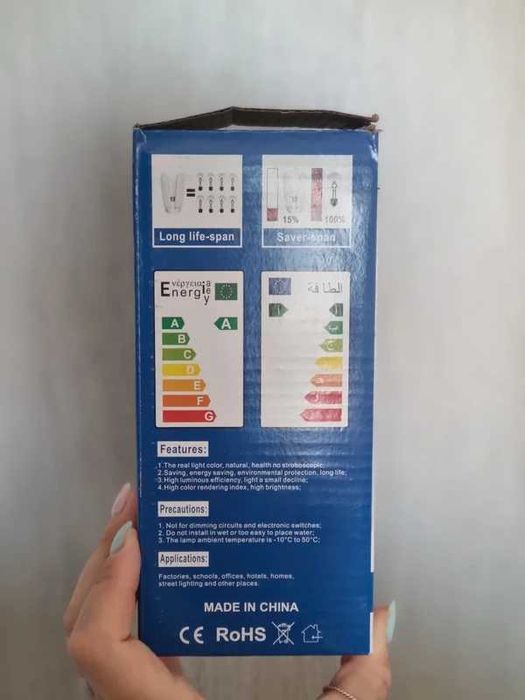 15% 100%
Long life-span
Saver-span
Energi
ενέργεια
a
ie
y
الطاقة
A A
B
C
D
E
F
G
أ أ
ب
ج
د
ه
Features:
1.The real light color, natural, health no stroboscopic;
2.Saving, energy saving, environmental protection, long life;
3.High luminous efficiency, light a small decline;
4.High color rendering index, high brightness;
Precautions:
1. Not for dimming circuits and electronic switches;
2. Do not install in wet or too easy to place water;
3. The lamp ambient temperature is -10°C to 50°C;
Applications:
Factories, schools, offices, hotels, homes,
street lighting and other places.
MADE IN CHINA
CE RoHS